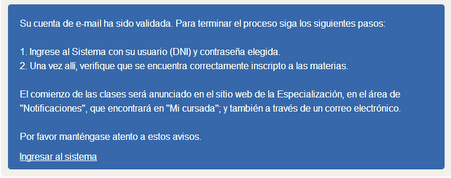 Su cuenta de e-mail ha sido validada. Para terminar el proceso siga los siguientes pasos:
1. Ingrese al Sistema con su usuario (DNI) y contraseña elegida.
2. Una vez allí, verifique que se encuentra correctamente inscripto a las materias.
El comienzo de las clases será anunciado en el sitio web de la Especialización, en el área de
"Notificaciones", que encontrará en "Mi cursada"; y también a través de un correo electrónico.
Por favor manténgase atento a estos avisos.
Ingresar al sistema